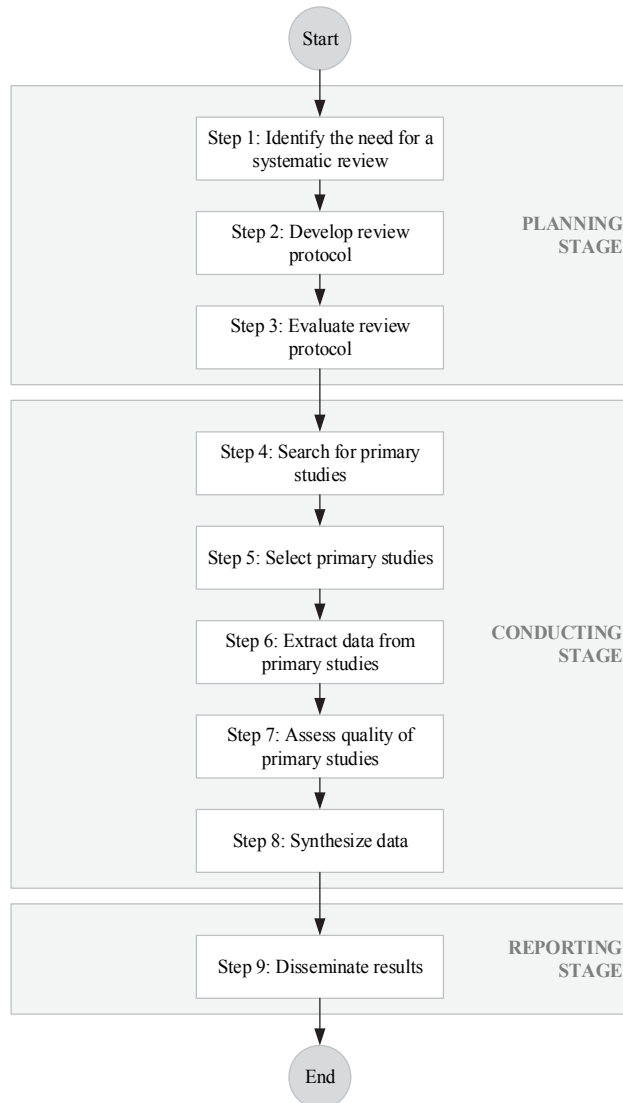 Start
Step 1: Identify the need for a
systematic review
Step 2: Develop review
protocol
PLANNING
STAGE
Step 3: Evaluate review
protocol
Step 4: Search for primary
studies
Step 5: Select primary studies
Step 6: Extract data from
primary studies
CONDUCTING
STAGE
Step 7: Assess quality of
primary studies
Step 8: Synthesize data
Step 9: Disseminate results
REPORTING
STAGE
End